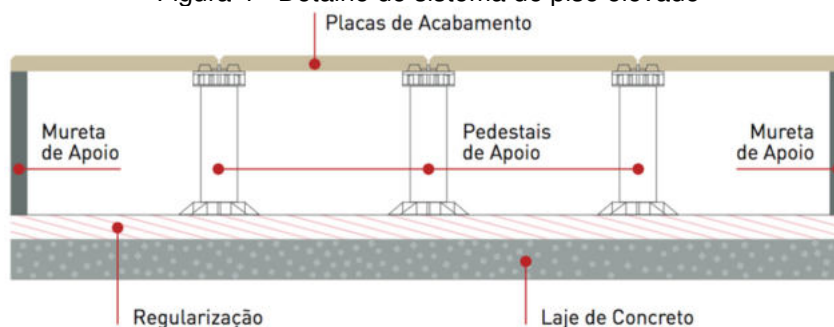 Placas de Acabamento
Mureta
de Apoio
Pedestais
de Apoio
Mureta
de Apoio
Regularização
Laje de Concreto